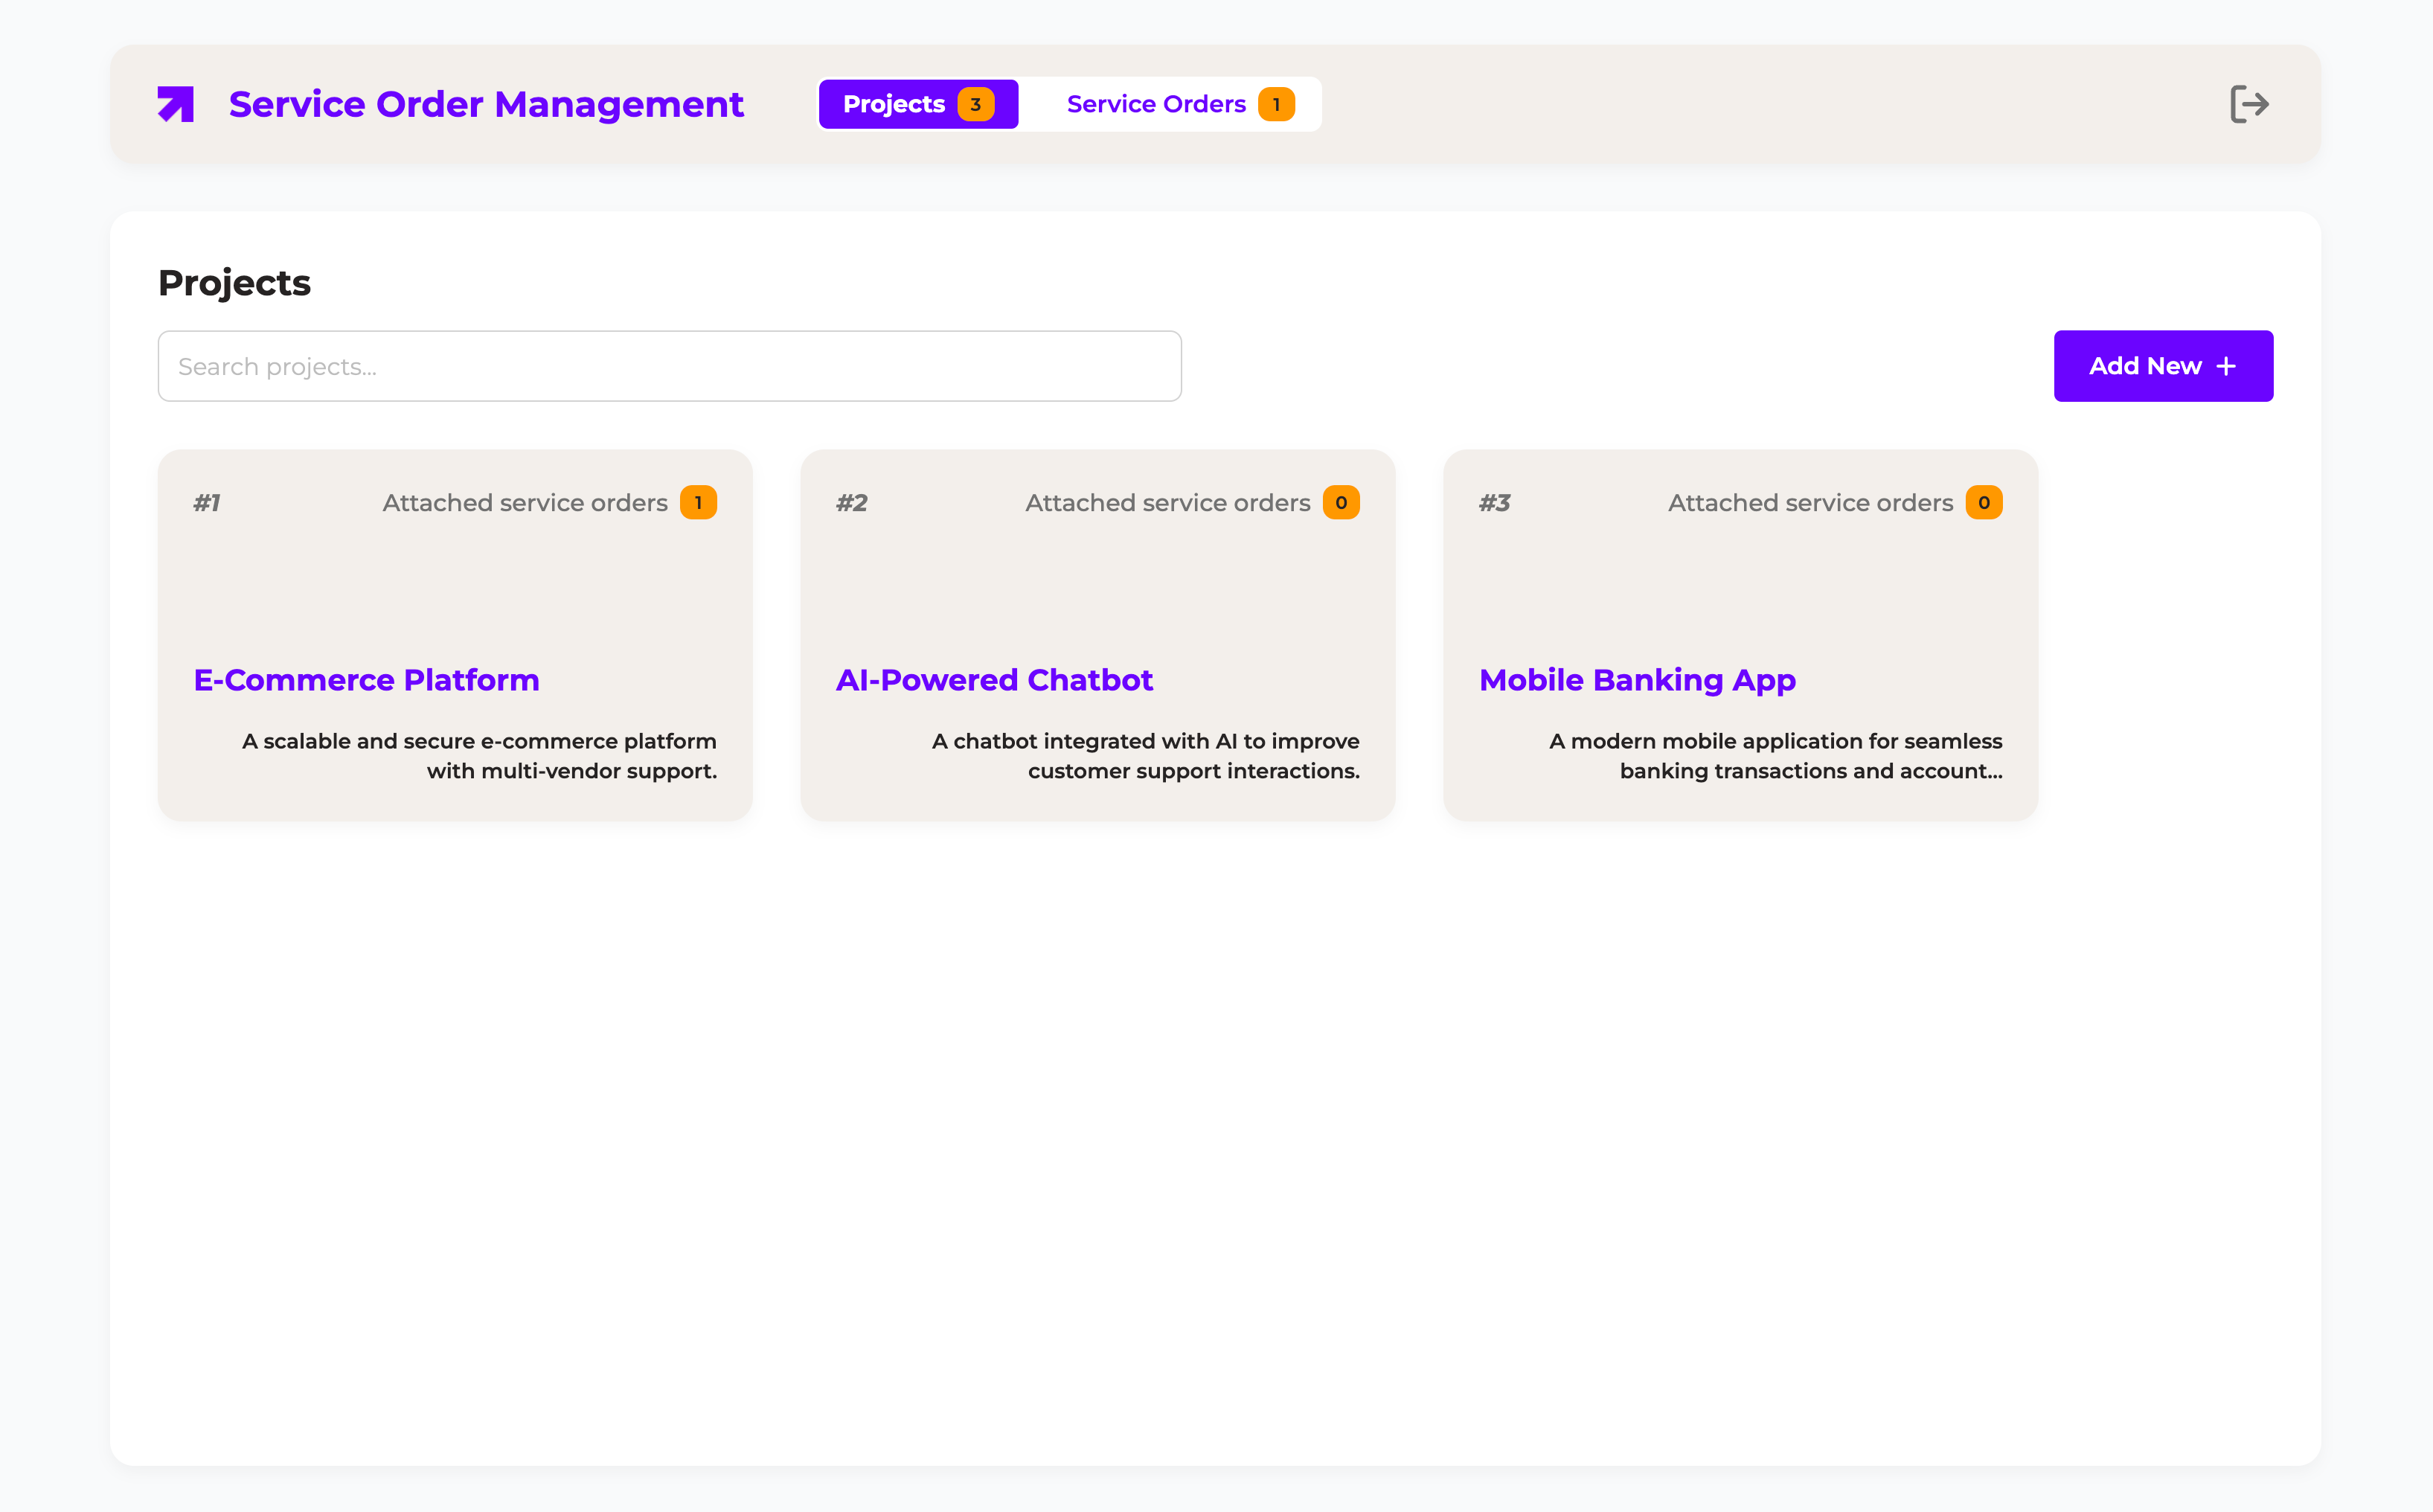 Service Order Management
Projects 3
Service Orders 1
Projects
Search projects...
Add New +
#1
Attached service orders 1
E-Commerce Platform
A scalable and secure e-commerce platform
with multi-vendor support.
#2
Attached service orders 0
AI-Powered Chatbot
A chatbot integrated with AI to improve
customer support interactions.
#3
Attached service orders 0
Mobile Banking App
A modern mobile application for seamless
banking transactions and account...